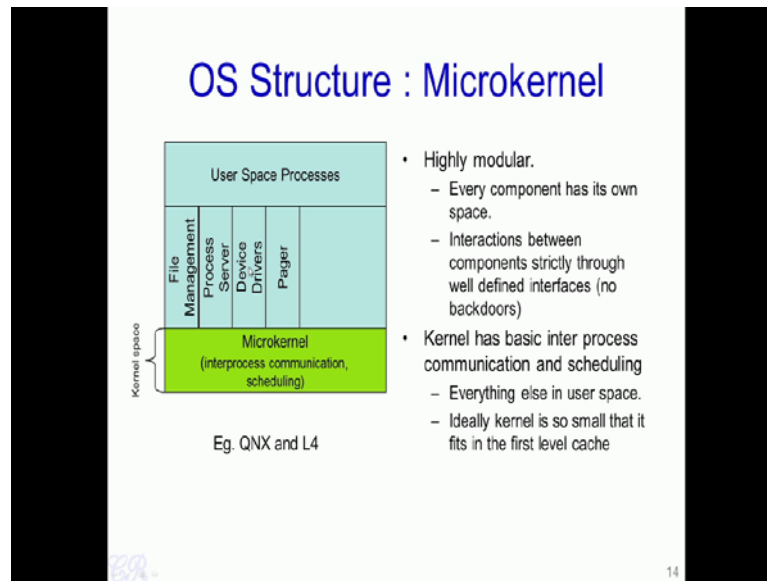 OS Structure : Microkernel
User Space Processes
File
Management
Process
Server
Device
Drivers
Pager
Kernel space
Microkernel
(interprocess communication,
scheduling)
Eg. QNX and L4
• Highly modular.
– Every component has its own
space.
– Interactions between
components strictly through
well defined interfaces (no
backdoors)
• Kernel has basic inter process
communication and scheduling
– Everything else in user space.
– Ideally kernel is so small that it
fits in the first level cache
14